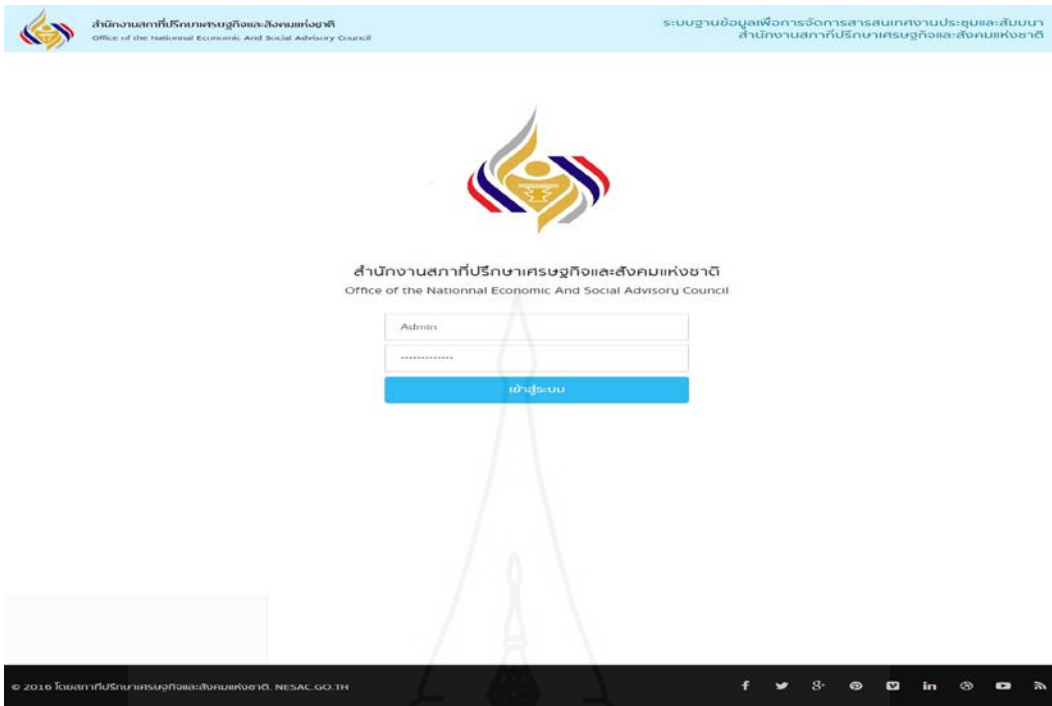 สำนักงานสภาที่ปรึกษาเศรษฐกิจและสังคมแห่งชาติ
Office of the Nationnal Economic And Social Advisory Council
ระบบฐานข้อมูลเพื่อการจัดการสารสนเทศงานประชุมและสัมมนา
สำนักงานสภาที่ปรึกษาเศรษฐกิจและสังคมแห่งชาติ
สำนักงานสภาที่ปรึกษาเศรษฐกิจและสังคมแห่งชาติ
Office of the Nationnal Economic And Social Advisory Council
Admin
เข้าสู่ระบบ
© 2016 โดยสภาที่ปรึกษาเศรษฐกิจและสังคมแห่งชาติ. NESAC.GO.TH